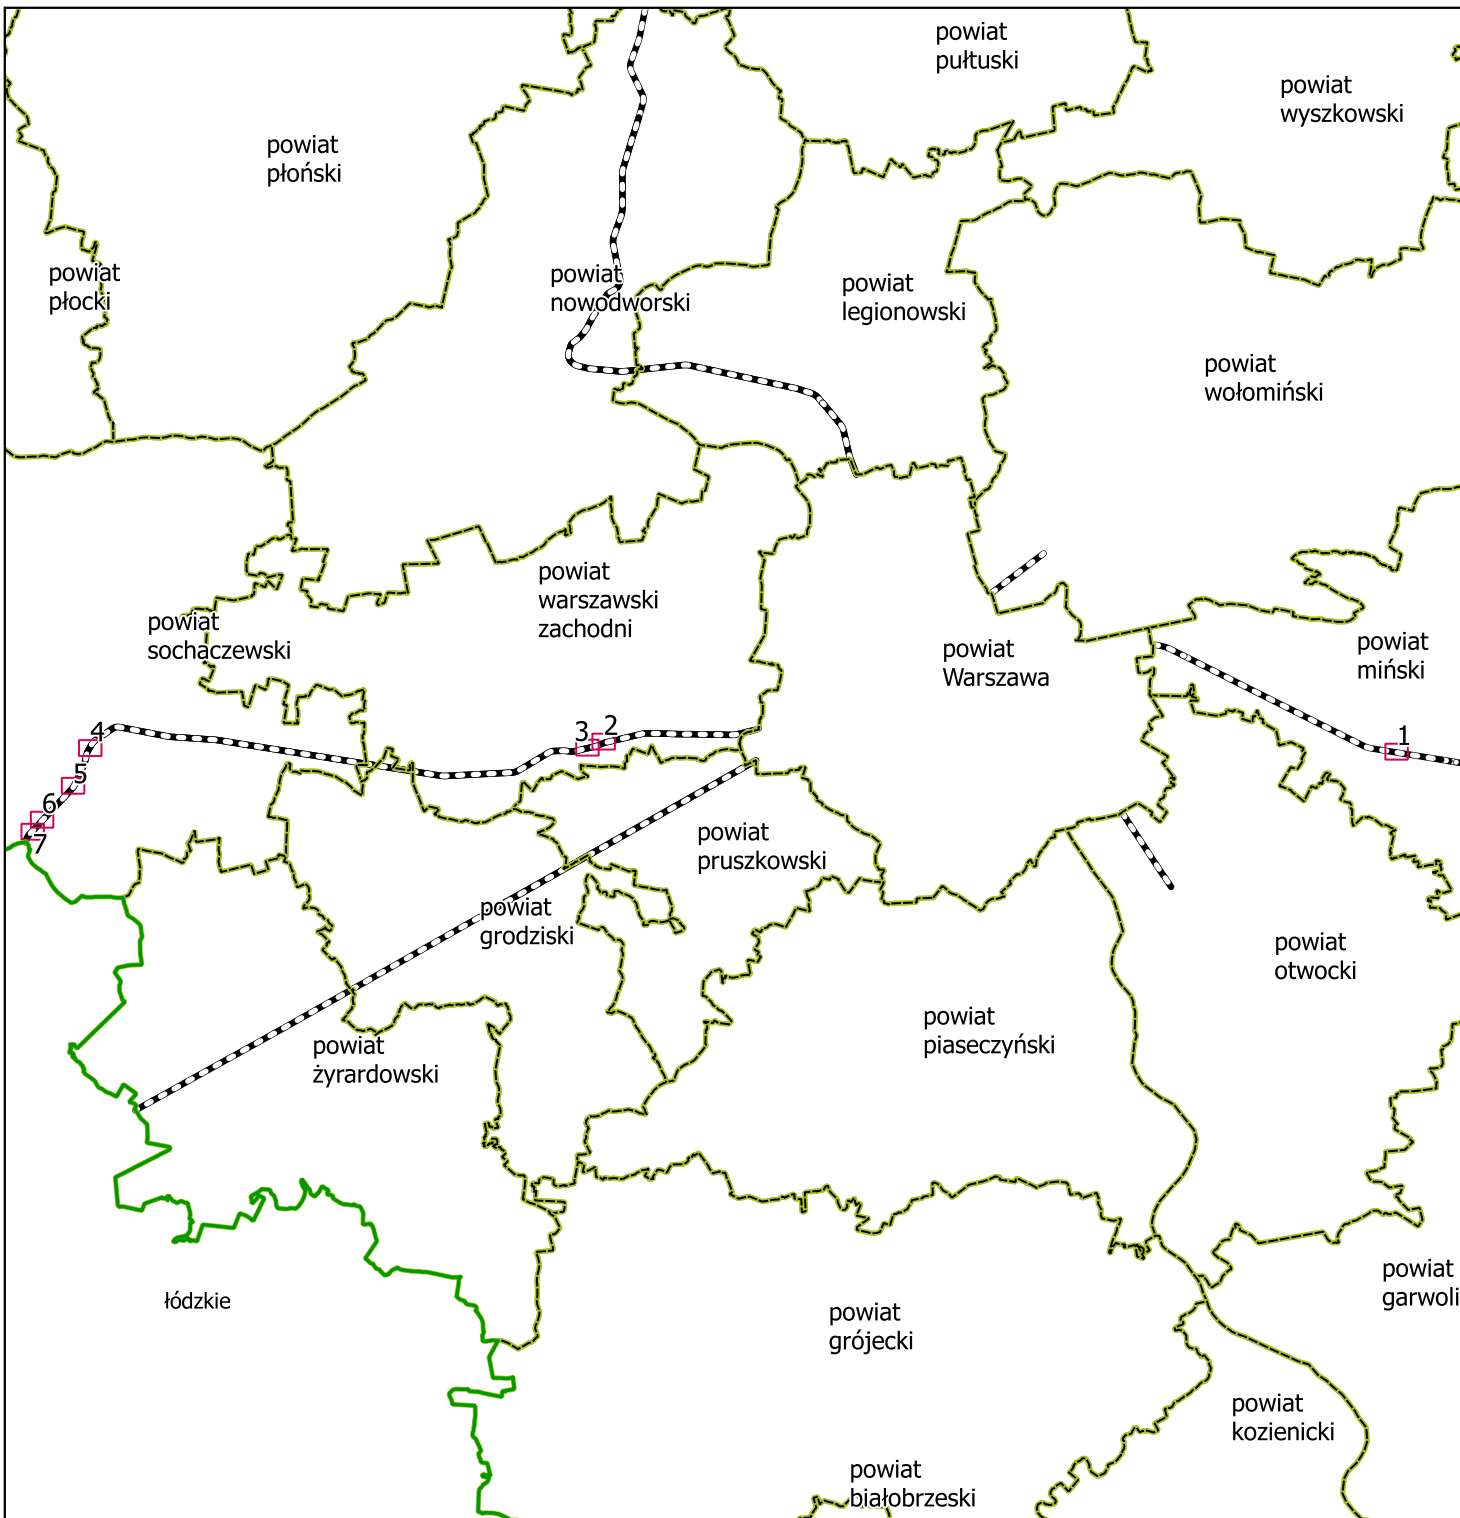 powiat
pułtuski
powiat
wyszkowski
powiat
płoński
powiat
płocki
powiat
nowodworski
powiat
legionowski
powiat
wołomiński
powiat
warszawski
zachodni
powiat
sochaczewski
powiat
Warszawa
powiat
miński
4
3
2
1
5
6
7
powiat
pruszkowski
powiat
grodziski
powiat
otwocki
powiat
piaseczyński
powiat
żyrardowski
łódzkie
powiat
garwoli
powiat
grójecki
powiat
kozienicki
powiat
białobrzeski